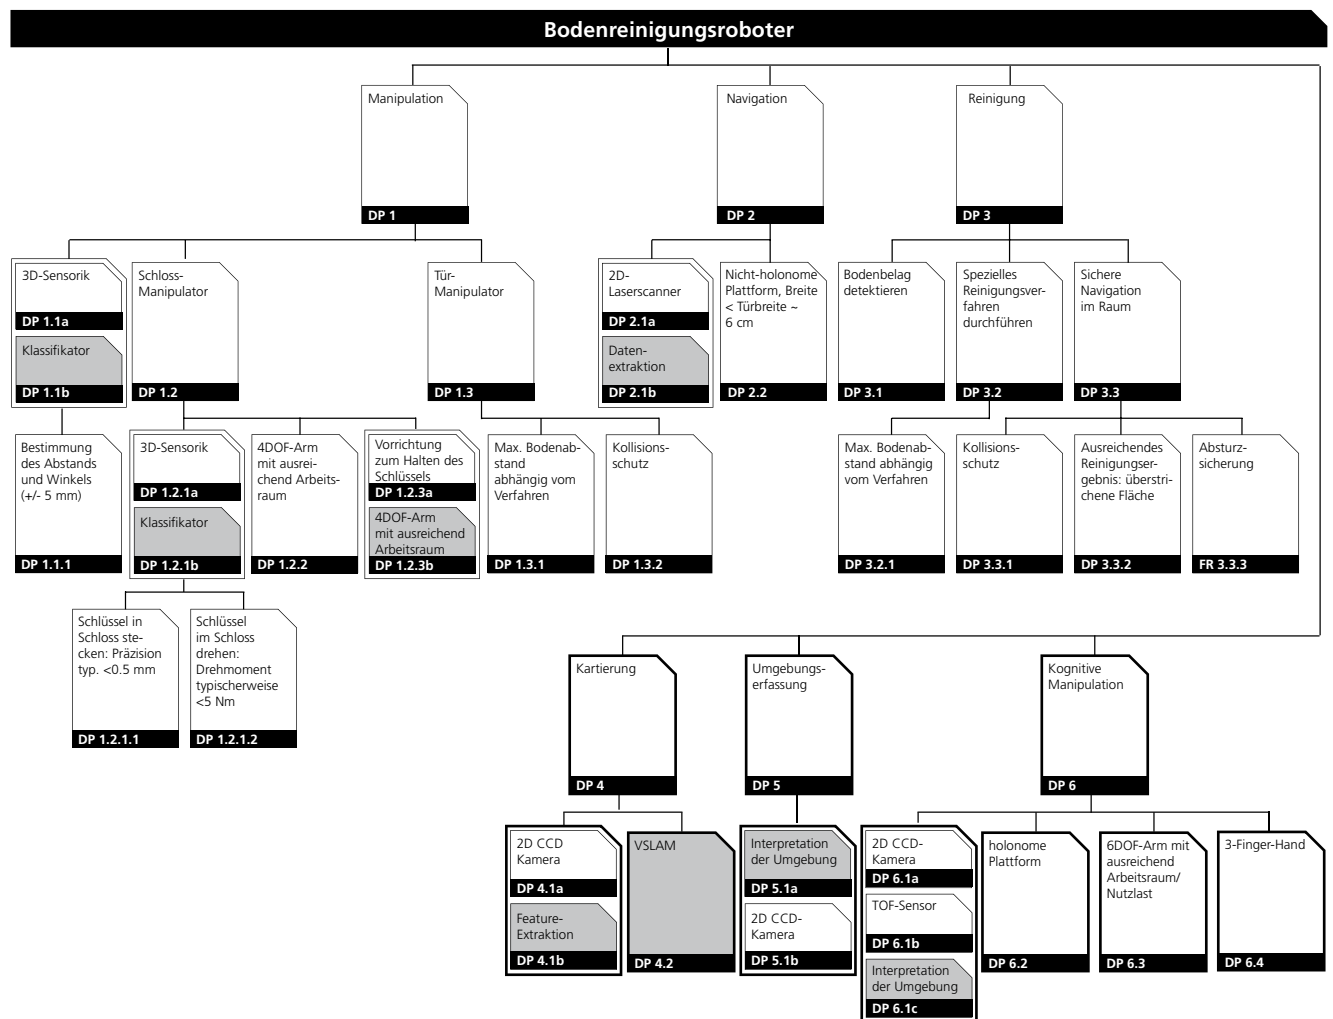 Bodenreinigungsroboter
Manipulation
DP 1
Navigation
DP 2
Reinigung
DP 3
3D-Sensorik
DP 1.1a
Klassifikator
DP 1.1b
Schloss-
Manipulator
DP 1.2
Tür-
Manipulator
DP 1.3
2D-
Laserscanner
DP 2.1a
Daten-
extraktion
DP 2.1b
Nicht-holonome
Plattform, Breite
< Türbreite ~
6 cm
DP 2.2
Bodenbelag
detektieren
DP 3.1
Spezielles
Reinigungsver-
fahren
durchführen
DP 3.2
Sichere
Navigation
im Raum
DP 3.3
Bestimmung
des Abstands
und Winkels
(+/- 5 mm)
DP 1.1.1
3D-Sensorik
DP 1.2.1a
Klassifikator
DP 1.2.1b
4DOF-Arm
mit ausrei-
chend Arbeits-
raum
DP 1.2.2
Vorrichtung
zum Halten des
Schlüssels
DP 1.2.3a
4DOF-Arm
mit ausreichend
Arbeitsraum
DP 1.2.3b
Max. Bodenab-
stand
abhängig vom
Verfahren
DP 1.3.1
Kollisions-
schutz
DP 1.3.2
Max. Bodenab-
stand abhängig
vom Verfahren
DP 3.2.1
Kollisions-
schutz
DP 3.3.1
Ausreichendes
Reinigungser-
gebnis: überstri-
chene Fläche
DP 3.3.2
Absturz-
sicherung
FR 3.3.3
Schlüssel in
Schloss ste-
cken: Präzision
typ. <0.5 mm
DP 1.2.1.1
Schlüssel
im Schloss
drehen:
Drehmoment
typischerweise
<5 Nm
DP 1.2.1.2
Kartierung
DP 4
Umgebungs-
erfassung
DP 5
Kognitive
Manipulation
DP 6
2D CCD
Kamera
DP 4.1a
Feature-
Extraktion
DP 4.1b
VSLAM
DP 4.2
Interpretation
der Umgebung
DP 5.1a
2D CCD-
Kamera
DP 5.1b
2D CCD-
Kamera
DP 6.1a
TOF-Sensor
DP 6.1b
Interpretation
der Umgebung
DP 6.1c
holonome
Plattform
DP 6.2
6DOF-Arm mit
ausreichend
Arbeitsraum/
Nutzlast
DP 6.3
3-Finger-Hand
DP 6.4